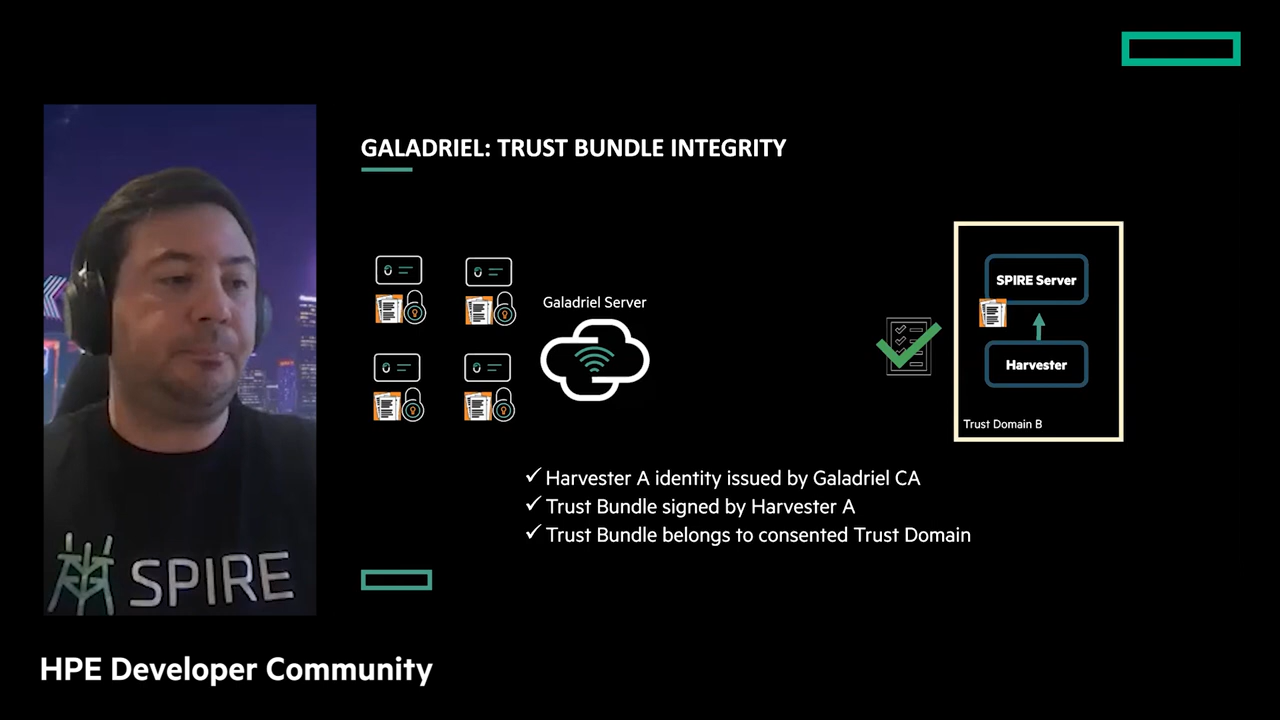 GALADRIEL: TRUST BUNDLE INTEGRITY
Galadriel Server
SPIRE Server
Harvester
Trust Domain B
Harvester A identity issued by Galadriel CA
Trust Bundle signed by Harvester A
Trust Bundle belongs to consented Trust Domain
SPIRE
HPE Developer Community